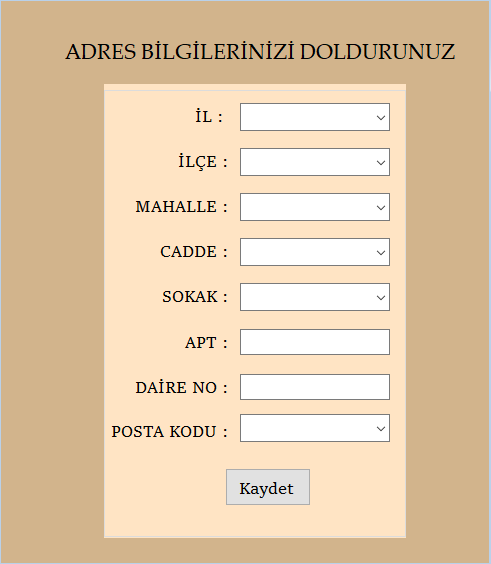 ADRES BİLGİLERİNİZİ DOLDURUNUZ
İL :
İLÇE :
MAHALLE :
CADDE :
SOKAK :
APT :
DAİRE NO :
POSTA KODU :
Kaydet